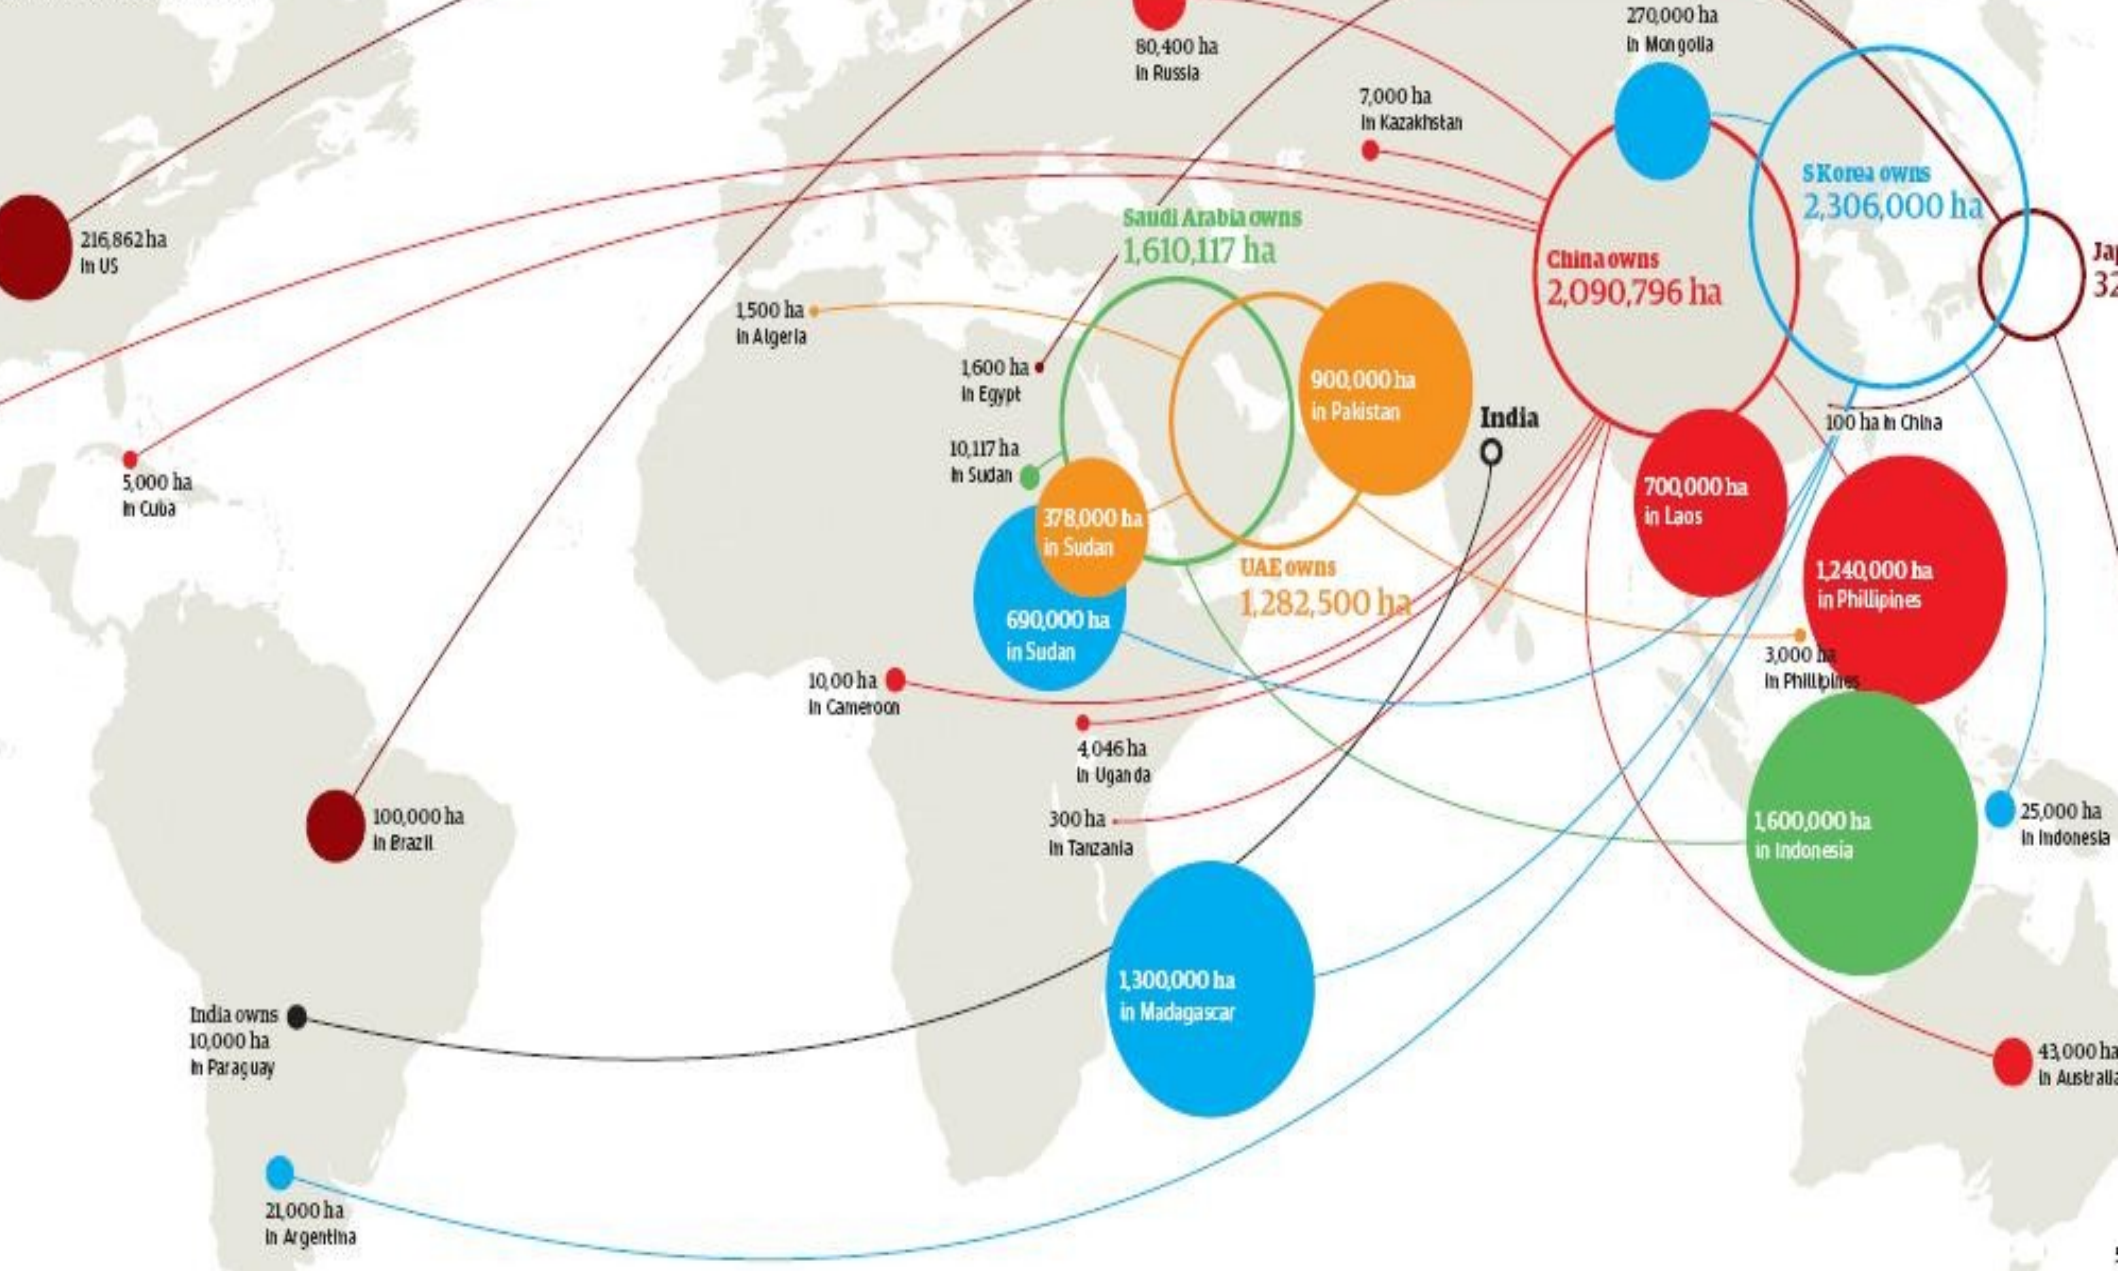 270,000 ha
in Mongolia
80,400 ha
in Russia
7,000 ha
in Kazakhstan
S Korea owns
2,306,000 ha
216,862 ha
in US
Saudi Arabia owns
1,610,117 ha
China owns
2,090,796 ha
32
1,500 ha
in Algeria
1,600 ha
in Egypt
900,000 ha
in Pakistan
India
100 ha in China
10,117 ha
in Sudan
5,000 ha
in Cuba
378,000 ha
in Sudan
700,000 ha
in Laos
UAE owns
1,282,500 ha
1,240,000 ha
in Phillipines
690,000 ha
in Sudan
3,000 ha
in Phillipines
10,00 ha
in Cameroon
4,046 ha
in Uganda
300 ha
in Tanzania
100,000 ha
in Brazil
1,600,000 ha
in Indonesia
25,000 ha
in Indonesia
1,300,000 ha
in Madagascar
India owns
10,000 ha
in Paraguay
43,000 ha
in Australia
21,000 ha
in Argentina